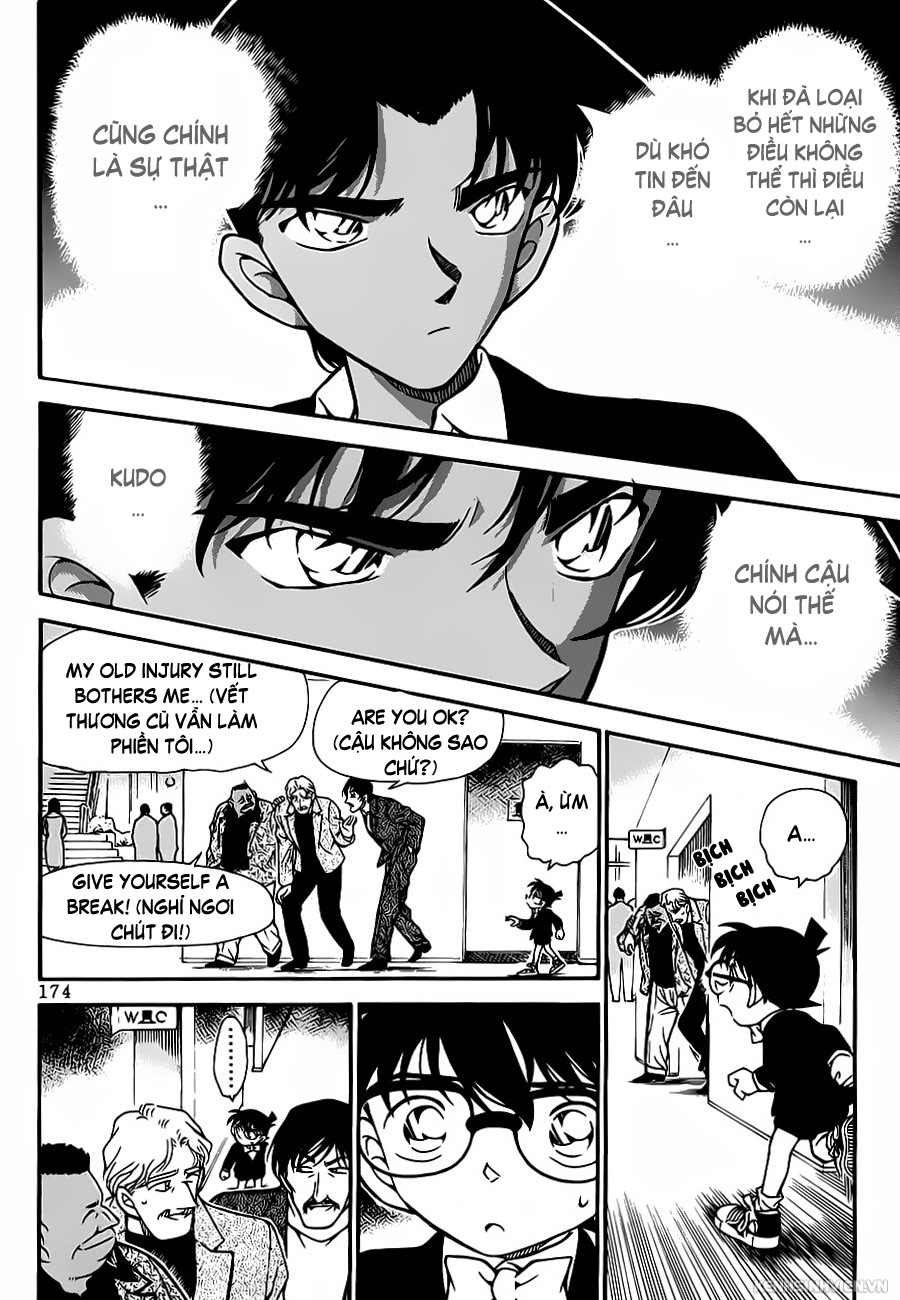 KHI ĐÃ LOẠI
BỎ HẾT NHỮNG
ĐIỀU KHÔNG
THỂ THÌ ĐIỀU
CÒN LẠI
...
DÙ KHÓ
TIN ĐẾN
ĐÂU
...
CŨNG CHÍNH
LÀ SỰ THẬT
...
KUDO
...
CHÍNH CẬU
NÓI THẾ
MÀ...
A...
BỊCH
BỊCH
BỊCH
WC
À, ỪM
...
ARE YOU OK?
(CẬU KHÔNG SAO
CHỨ?)
MY OLD INJURY STILL
BOTHERS ME... (VẾT
THƯƠNG CŨ VẪN LÀM
PHIỀN TÔI...)
GIVE YOURSELF A
BREAK! (NGHỈ NGƠI
CHÚT ĐI!)
174
WC
.......